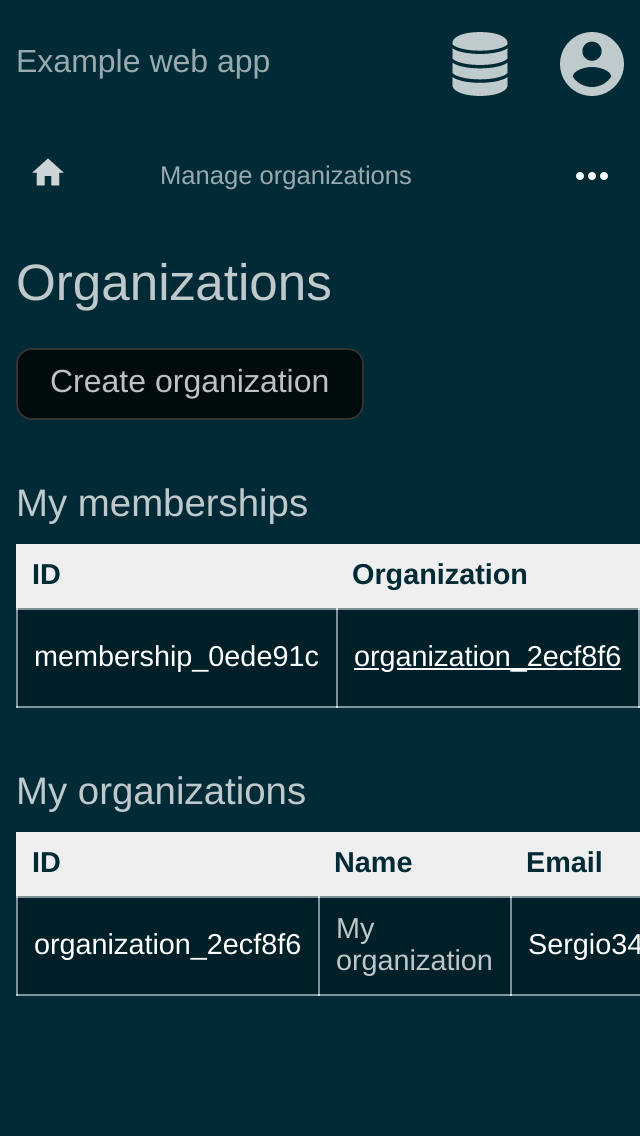 Example web app
Manage organizations
Organizations
Create organization
My memberships
ID Organization
membership_0ede91c organization_2ecf8f6
My organizations
ID Name Email
organization_2ecf8f6 My organization Sergio34